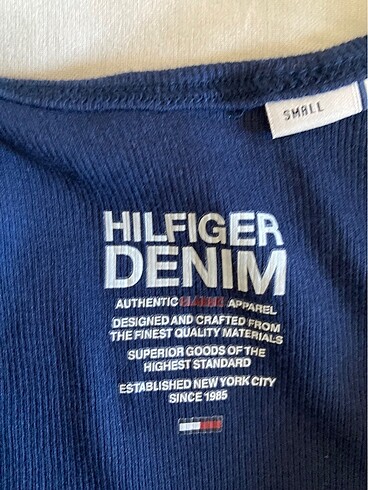 SMALL
HILFIGER
DENIM
AUTHENTIC APPAREL
DESIGNED AND CRAFTED FROM
THE FINEST QUALITY MATERIALS
SUPERIOR GOODS OF THE
HIGHEST STANDARD
ESTABLISHED NEW YORK CITY
SINCE 1985